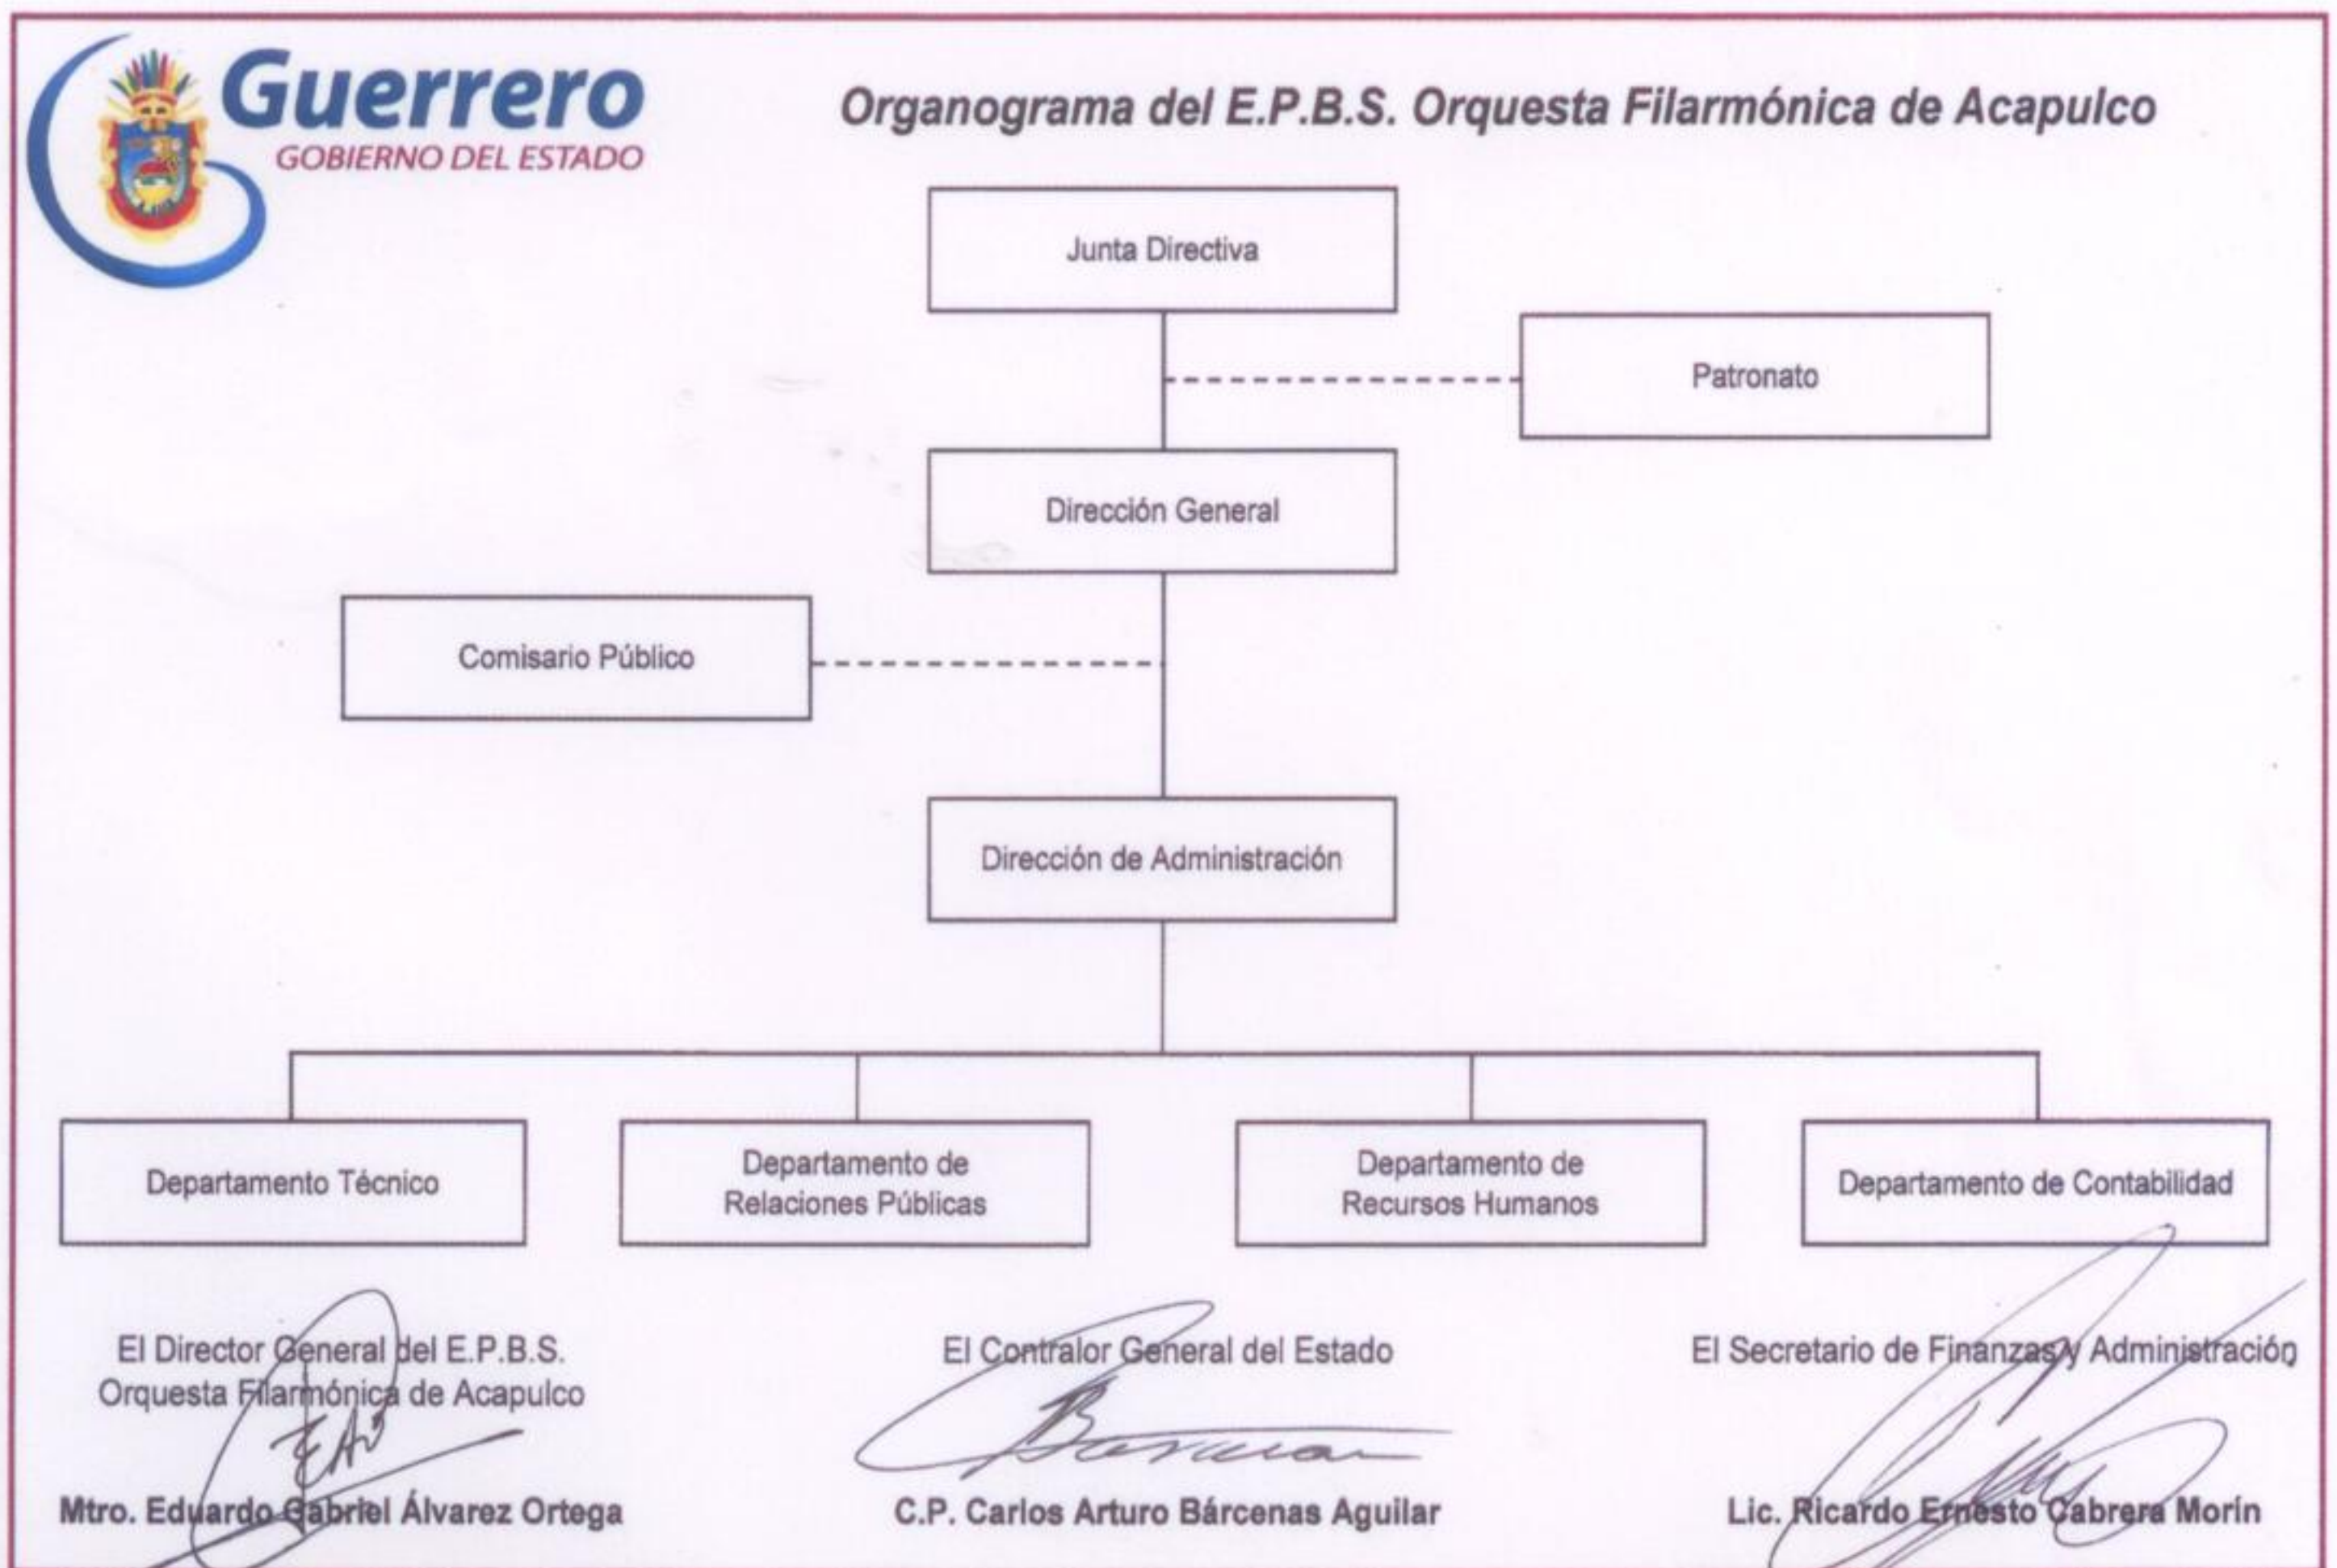 Guerrero
GOBIERNO DEL ESTADO
Organograma del E.P.B.S. Orquesta Filarmónica de Acapulco
Junta Directiva
Patronato
Dirección General
Comisario Público
Dirección de Administración
Departamento Técnico
Departamento de
Relaciones Públicas
Departamento de
Recursos Humanos
Departamento de Contabilidad
El Director General del E.P.B.S.
Orquesta Filarmónica de Acapulco
Mtro. Eduardo Gabriel Álvarez Ortega
El Contralor General del Estado
C.P. Carlos Arturo Bárcenas Aguilar
El Secretario de Finanzas y Administración
Lic. Ricardo Ernesto Cabrera Morín